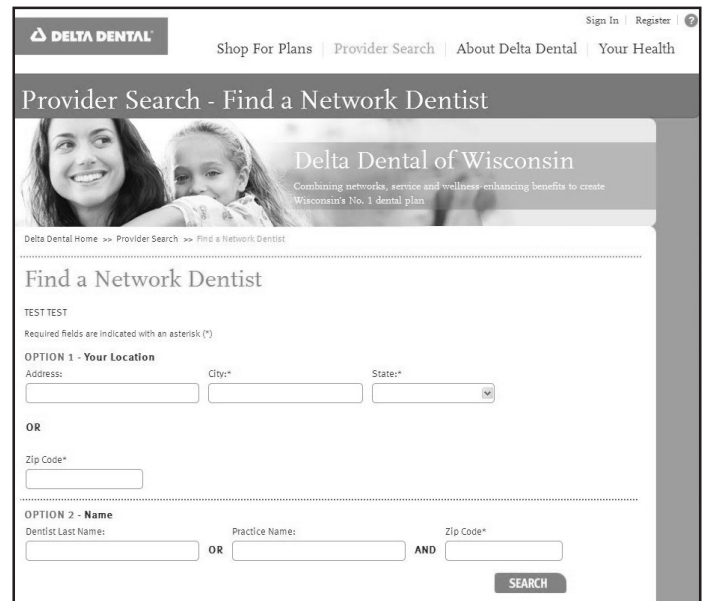 Sign In | Register | ?
DELTA DENTAL®
Shop For Plans | Provider Search | About Delta Dental | Your Health
Provider Search - Find a Network Dentist
Delta Dental of Wisconsin
Combining networks, service and wellness-enhancing benefits to create
Wisconsin's No. 1 dental plan
Delta Dental Home >> Provider Search >> Find a Network Dentist
Find a Network Dentist
TEST TEST
Required fields are indicated with an asterisk (*)
OPTION 1 - Your Location
Address: City:* State:*
OR
Zip Code*
OPTION 2 - Name
Dentist Last Name: Practice Name: Zip Code*
OR AND
SEARCH